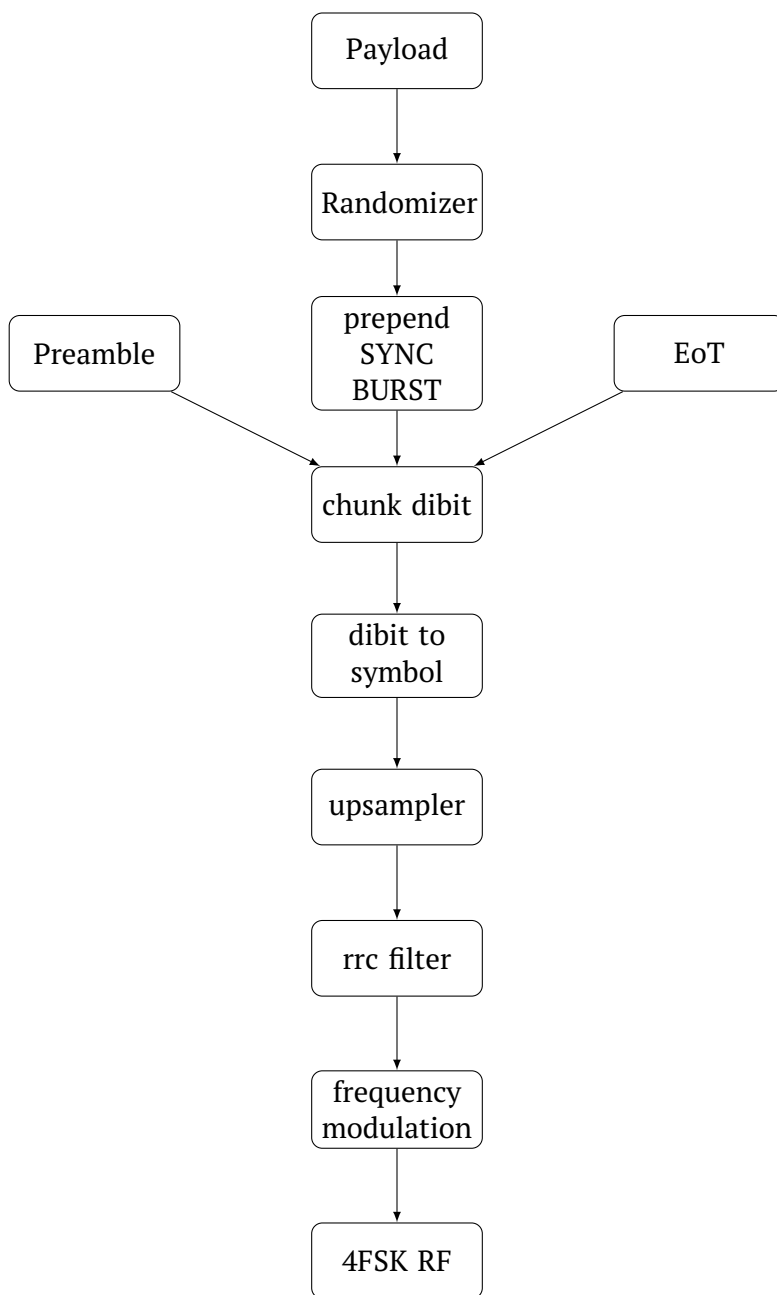 Payload
Randomizer
prepend
SYNC
BURST
Preamble
EoT
chunk dibit
dibit to
symbol
upsampler
rrc filter
frequency
modulation
4FSK RF